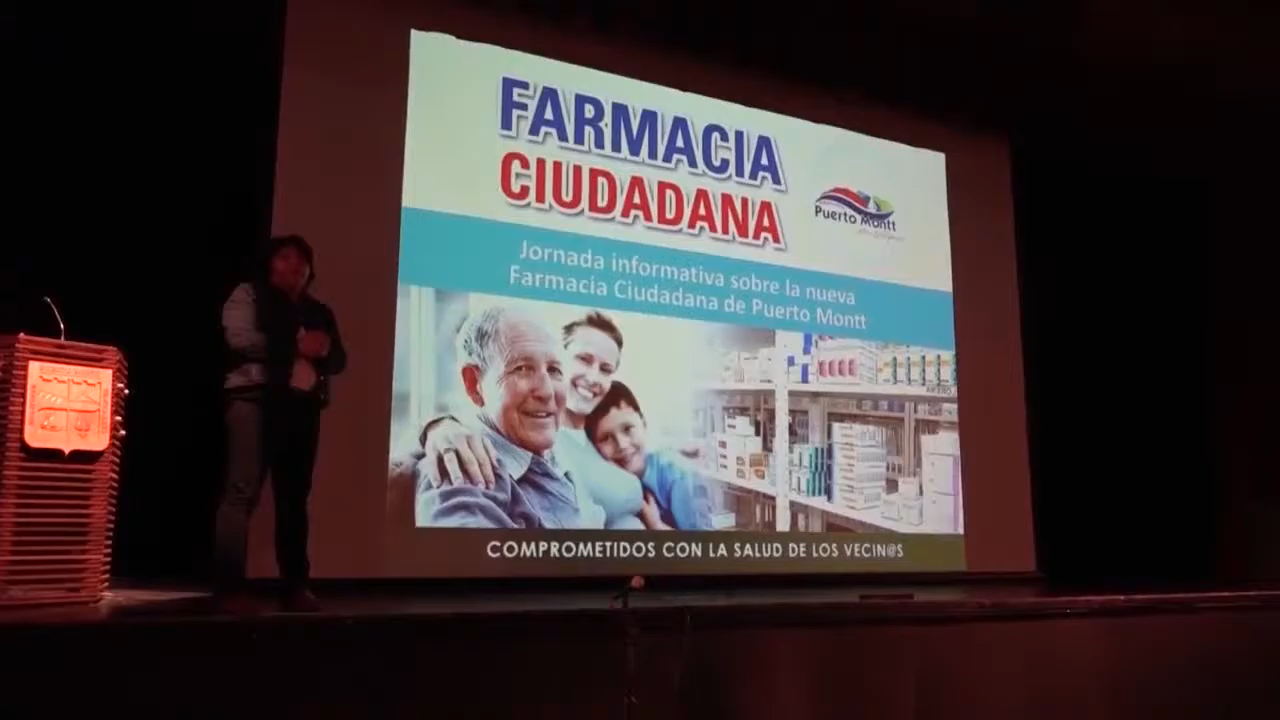 FARMACIA
CIUDADANA
Puerto Montt
Jornada informativa sobre la nueva
Farmacia Ciudadana de Puerto Montt
COMPROMETIDOS CON LA SALUD DE LOS VECIN@S